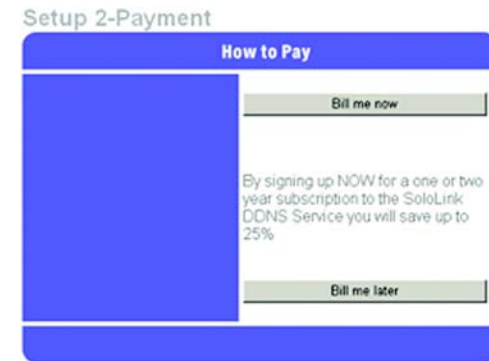 Setup 2-Payment
How to Pay
Bill me now
By signing up NOW for a one or two
year subscription to the SoloLink
DDNS Service you will save up to
25%
Bill me later